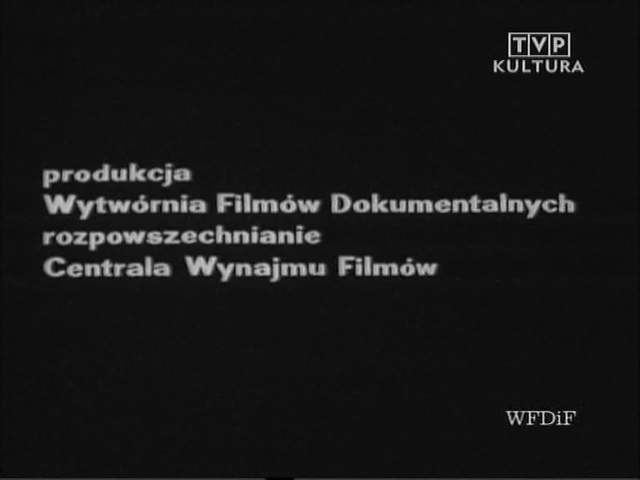 TVP
KULTURA
produkcja
Wytwórnia Filmów Dokumentalnych
rozpowszechnianie
Centrala Wynajmu Filmów
WFDiF